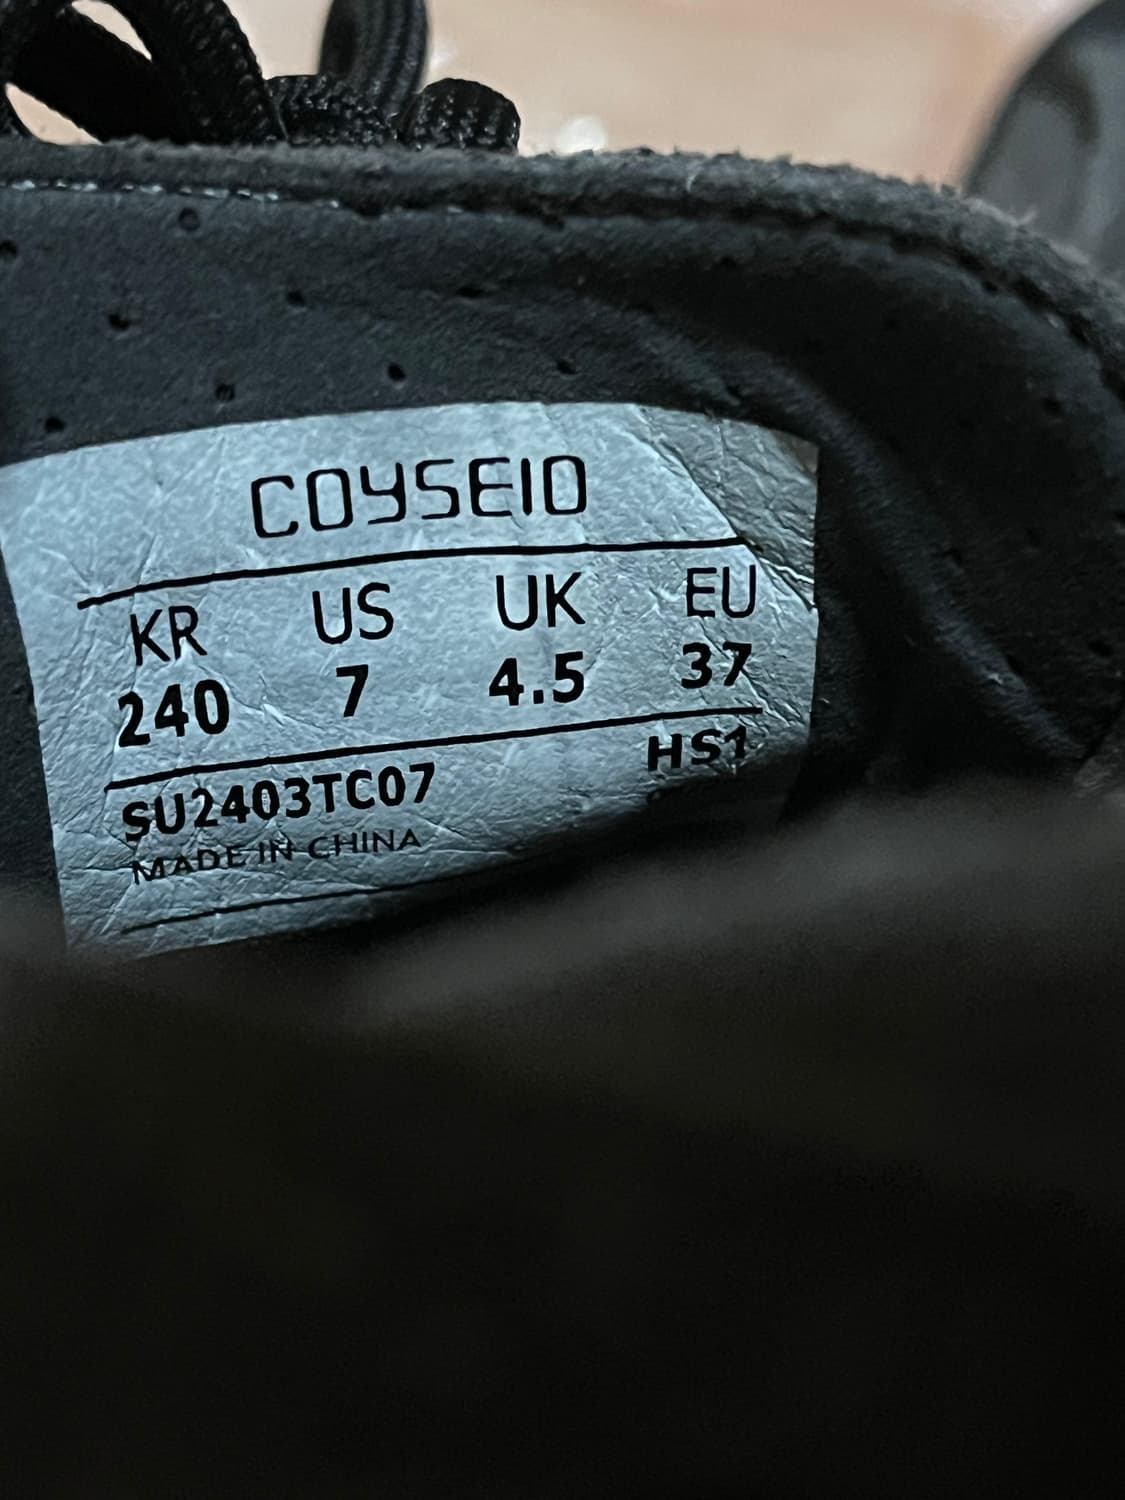 COYSEIO
KR US UK EU
240 7 4.5 37
SU2403TC07 HS1
MADE IN CHINA